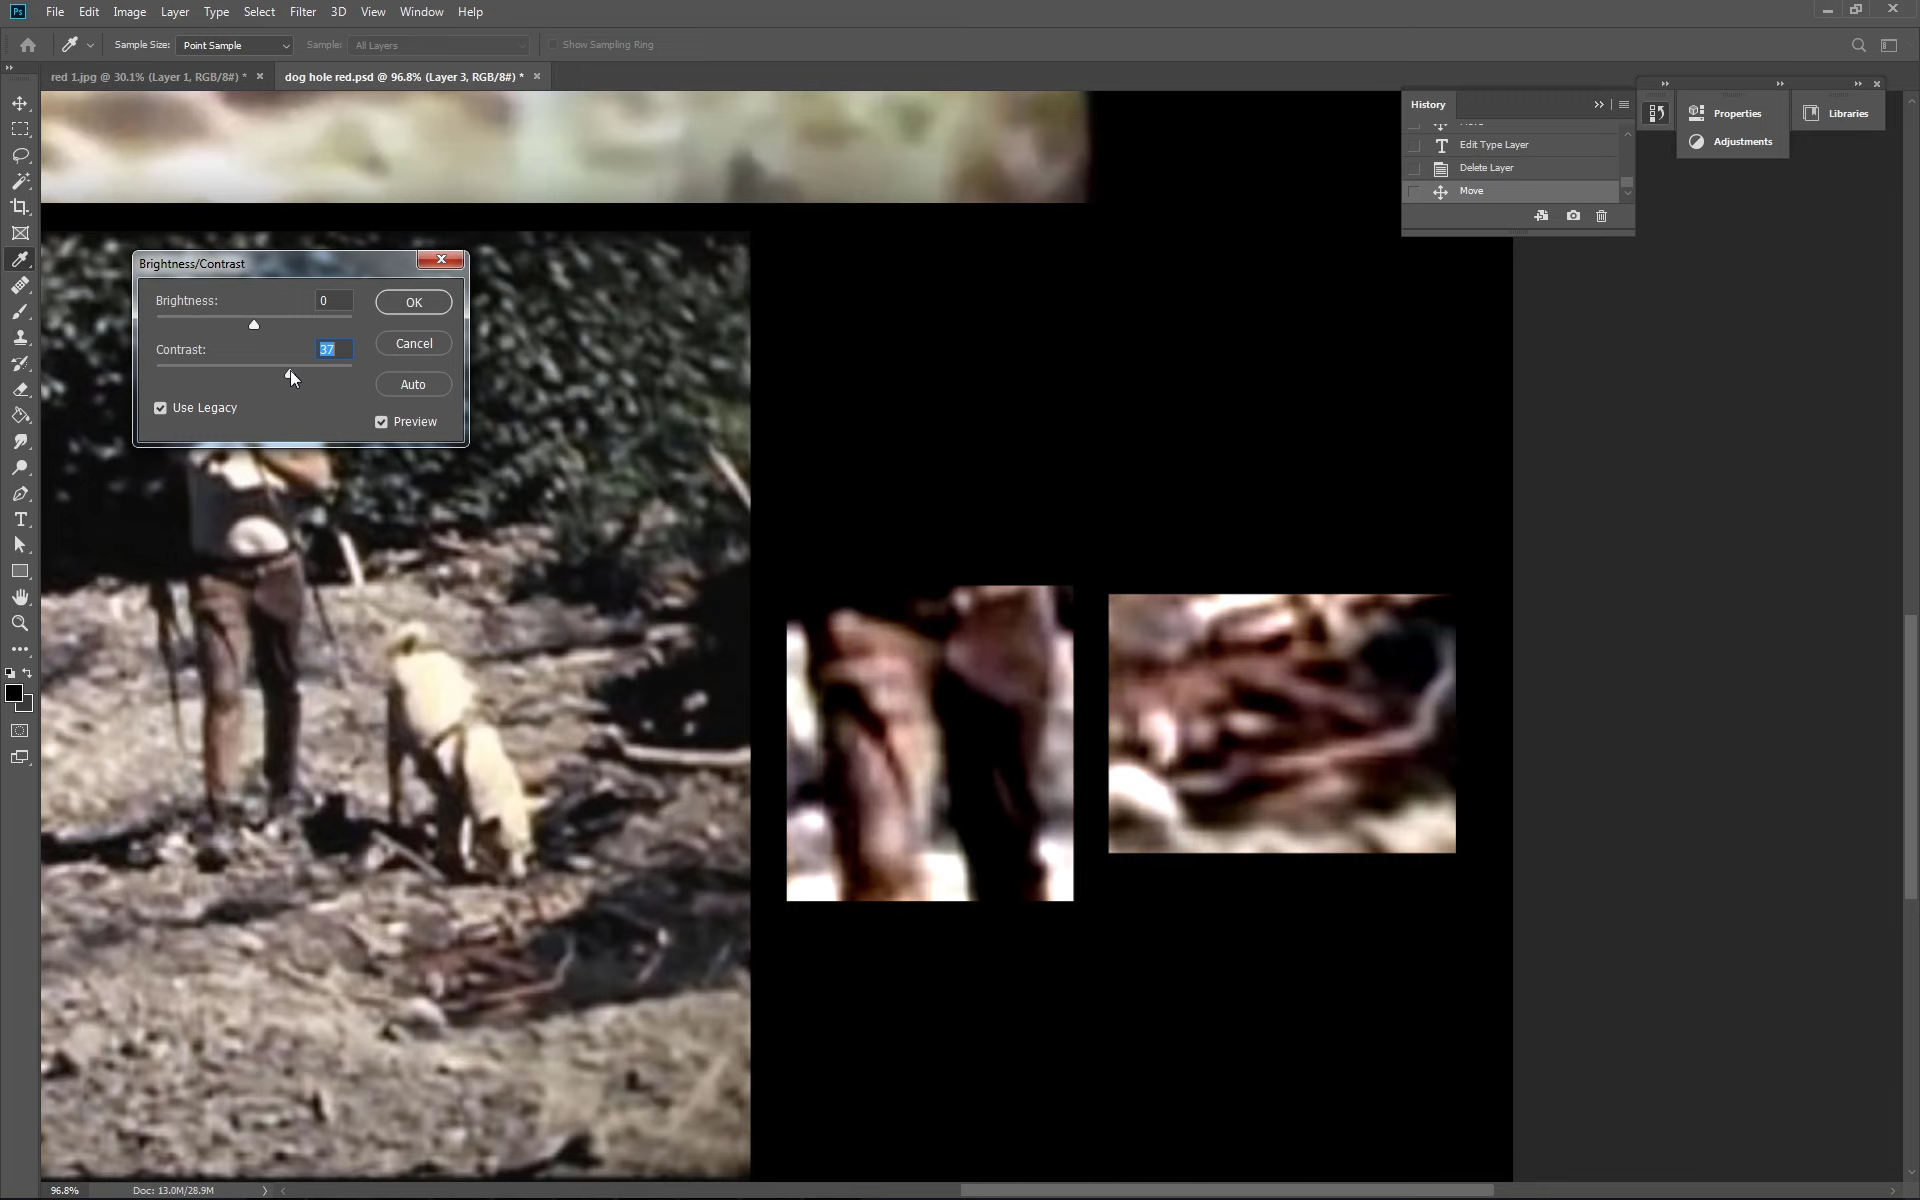 Ps File Edit Image Layer Type Select Filter 3D View Window Help
Sample Size: Point Sample Sample: All Layers Show Sampling Ring
red 1.jpg @ 30.1% (Layer 1, RGB/8#) * × dog hole red.psd @ 96.8% (Layer 3, RGB/8#) * ×
History
Edit Type Layer
Delete Layer
Move
Properties
Adjustments
Libraries
Brightness/Contrast
Brightness: 0
OK
Contrast: 37
Cancel
Auto
Use Legacy
Preview
96.8% Doc: 13.0M/28.9M